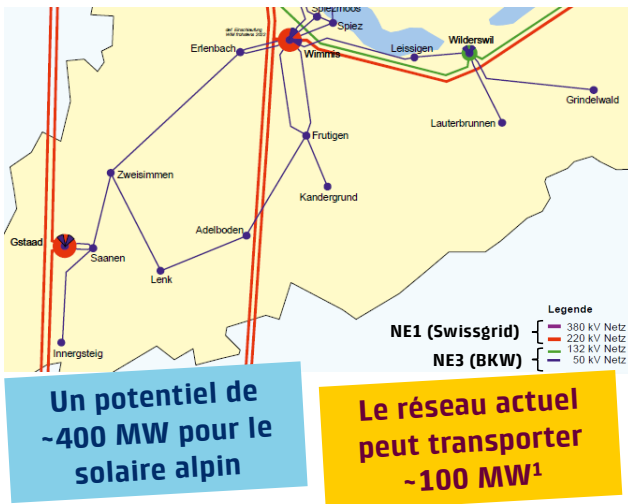 Spiezmoos
Spiez
Erlenbach
Wimmis
Leissigen
Wilderswil
Grindelwald
Lauterbrunnen
Frutigen
Zweisimmen
Kandergrund
Adelboden
Gstaad
Saanen
Lenk
Innergsteig
Legende
NE1 (Swissgrid)
380 kV Netz
220 kV Netz
NE3 (BKW)
132 kV Netz
50 kV Netz
Un potentiel de
~400 MW pour le
solaire alpin
Le réseau actuel
peut transporter
~100 MW¹